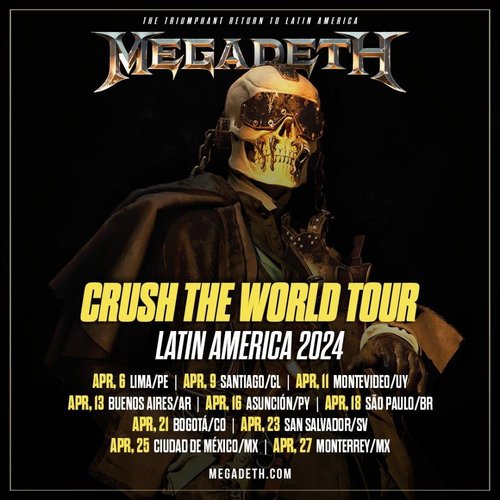 THE TRIUMPHANT RETURN TO LATIN AMERICA
MEGADETH
CRUSH THE WORLD TOUR
LATIN AMERICA 2024
APR, 6 LIMA/PE | APR, 9 SANTIAGO/CL | APR, 11 MONTEVIDEO/UY
APR, 13 BUENOS AIRES/AR | APR, 16 ASUNCIÓN/PY | APR, 18 SÃO PAULO/BR
APR, 21 BOGOTÁ/CO | APR, 23 SAN SALVADOR/SV
APR, 25 CIUDAD DE MÉXICO/MX | APR, 27 MONTERREY/MX
MEGADETH.COM